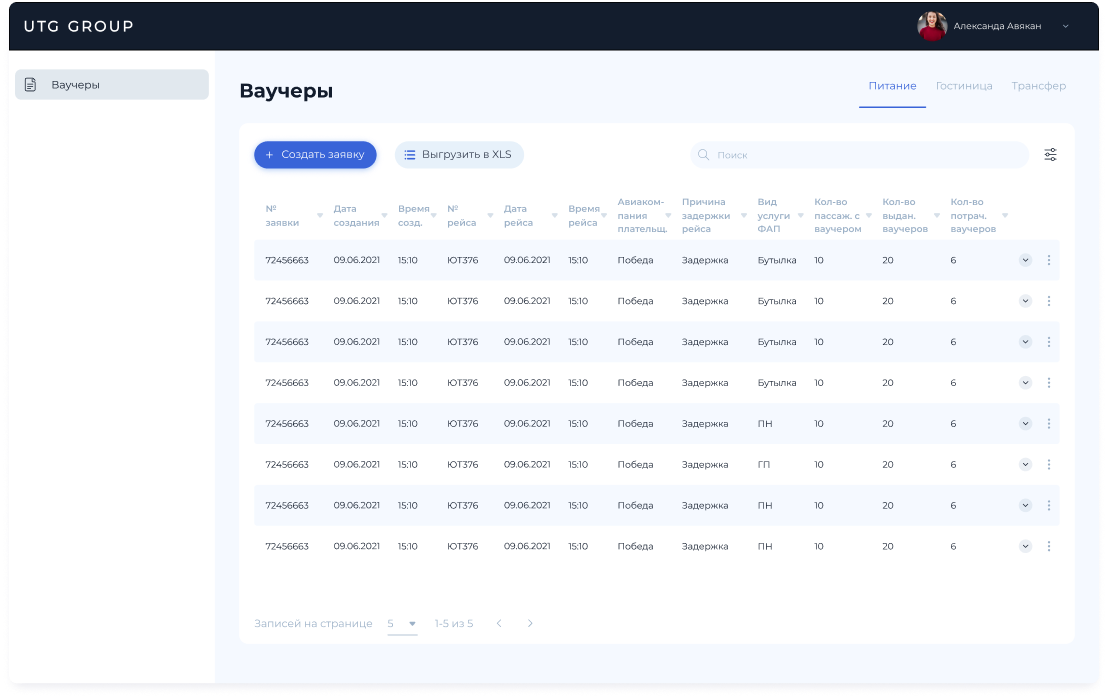 UTG GROUP
Александа Авякан
Ваучеры
Ваучеры
Питание Гостиница Трансфер
+ Создать заявку Выгрузить в XLS Поиск
№ заявки Дата создания Время созд. № рейса Дата рейса Время рейса Авиаком-пания плательщ. Причина задержки рейса Вид услуги ФАП Кол-во пассаж. с ваучером Кол-во выдан. ваучеров Кол-во потрач. ваучеров
72456663 09.06.2021 15:10 ЮТ376 09.06.2021 15:10 Победа Задержка Бутылка 10 20 6
72456663 09.06.2021 15:10 ЮТ376 09.06.2021 15:10 Победа Задержка Бутылка 10 20 6
72456663 09.06.2021 15:10 ЮТ376 09.06.2021 15:10 Победа Задержка Бутылка 10 20 6
72456663 09.06.2021 15:10 ЮТ376 09.06.2021 15:10 Победа Задержка Бутылка 10 20 6
72456663 09.06.2021 15:10 ЮТ376 09.06.2021 15:10 Победа Задержка ПН 10 20 6
72456663 09.06.2021 15:10 ЮТ376 09.06.2021 15:10 Победа Задержка ГП 10 20 6
72456663 09.06.2021 15:10 ЮТ376 09.06.2021 15:10 Победа Задержка ПН 10 20 6
72456663 09.06.2021 15:10 ЮТ376 09.06.2021 15:10 Победа Задержка ПН 10 20 6
Записей на странице 5 1-5 из 5